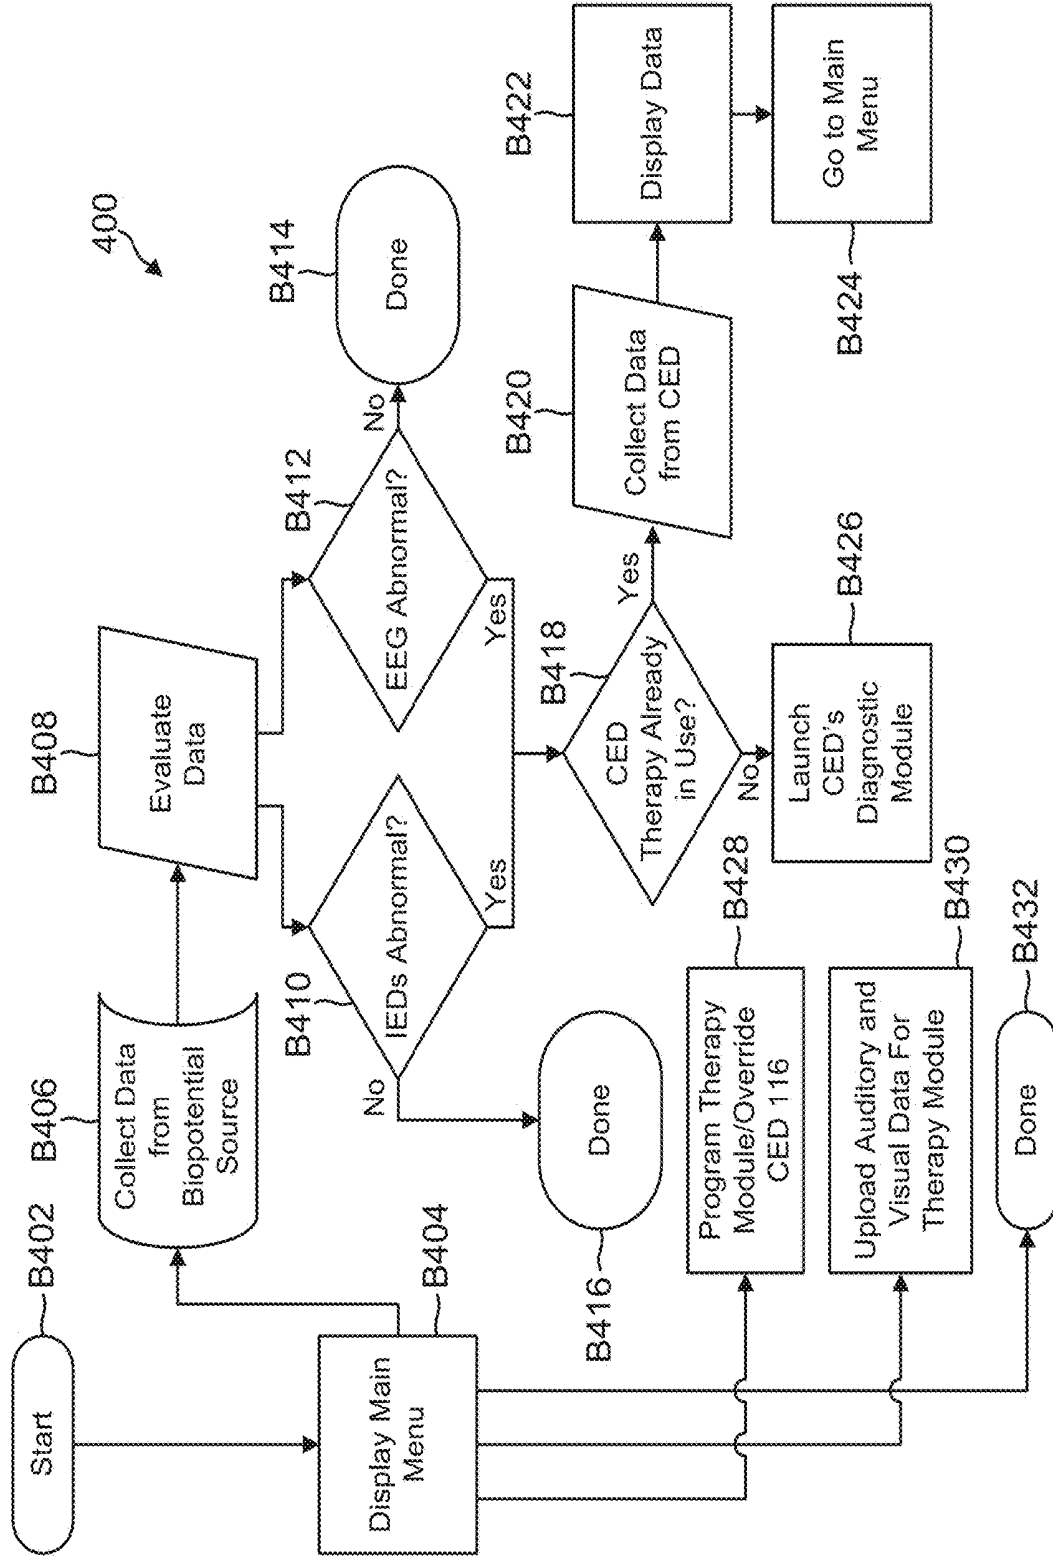 400
B402
Start
B404
Display Main
Menu
B406
Collect Data
from
Biopotential
Source
B408
Evaluate
Data
B410
IEDs Abnormal?
No
Yes
B412
EEG Abnormal?
No
Yes
B414
Done
B416
Done
B418
CED
Therapy Already
in Use?
Yes
No
B420
Collect Data
from CED
B422
Display Data
B424
Go to Main
Menu
B426
Launch
CED's
Diagnostic
Module
B428
Program Therapy
Module/Override
CED 116
B430
Upload Auditory and
Visual Data For
Therapy Module
B432
Done